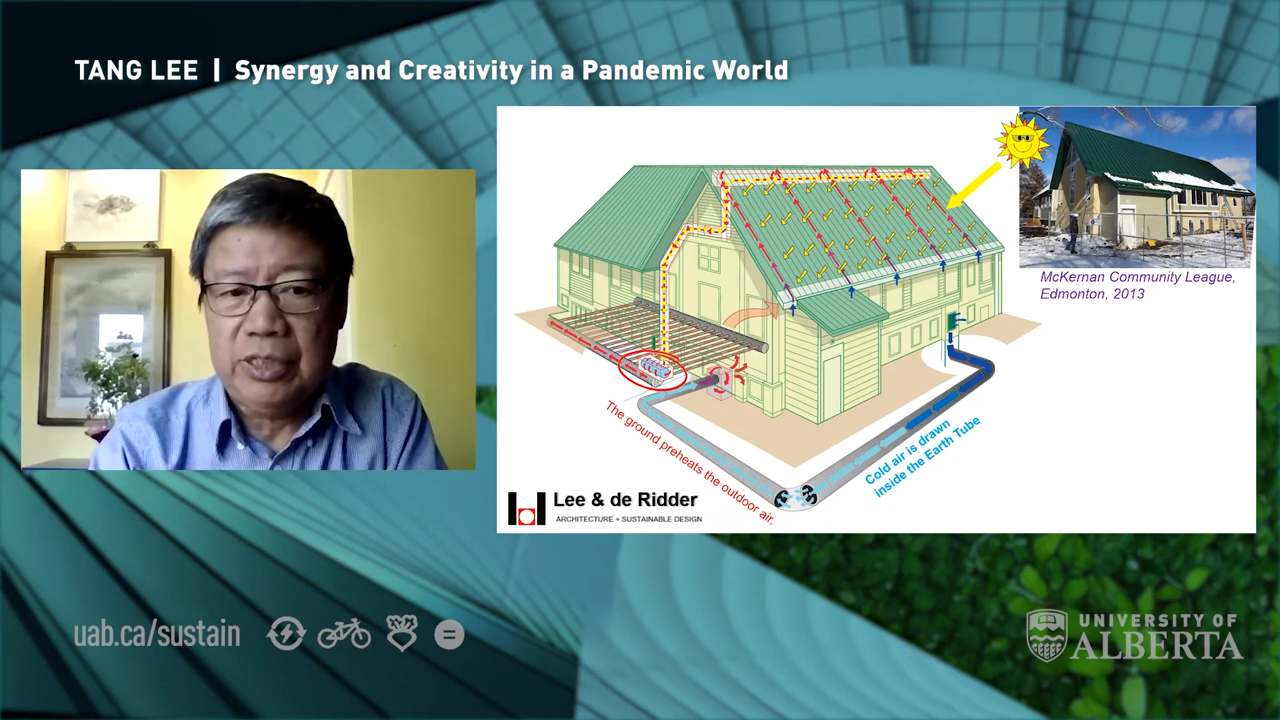 TANG LEE | Synergy and Creativity in a Pandemic World
McKernan Community League,
Edmonton, 2013
The ground preheats the outdoor air.
Cold air is drawn
inside the Earth Tube
Lee & de Ridder
ARCHITECTURE + SUSTAINABLE DESIGN
uab.ca/sustain
UNIVERSITY OF
ALBERTA